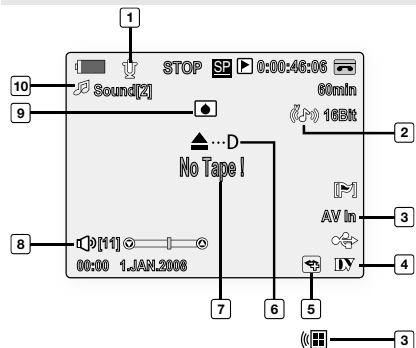 1
STOP SP 0:00:46:06
10 Sound[2] 60min
9 16Bit 2
...D
No Tape !
AV In 3
8 [11]
00:00 1.JAN.2008 DV 4
7 6 5
3